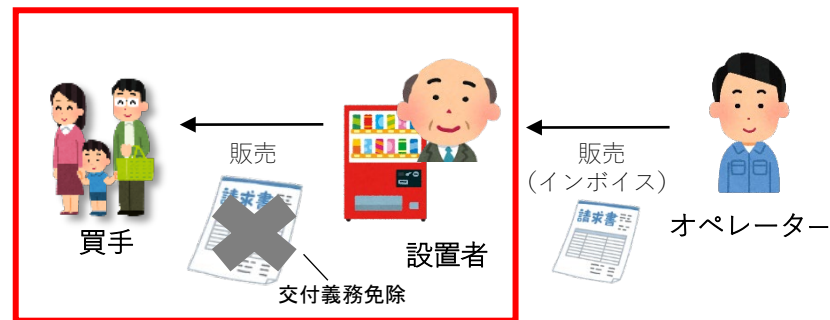 販売
請求書
買手
設置者
交付義務免除
販売
(インボイス)
請求書
オペレーター